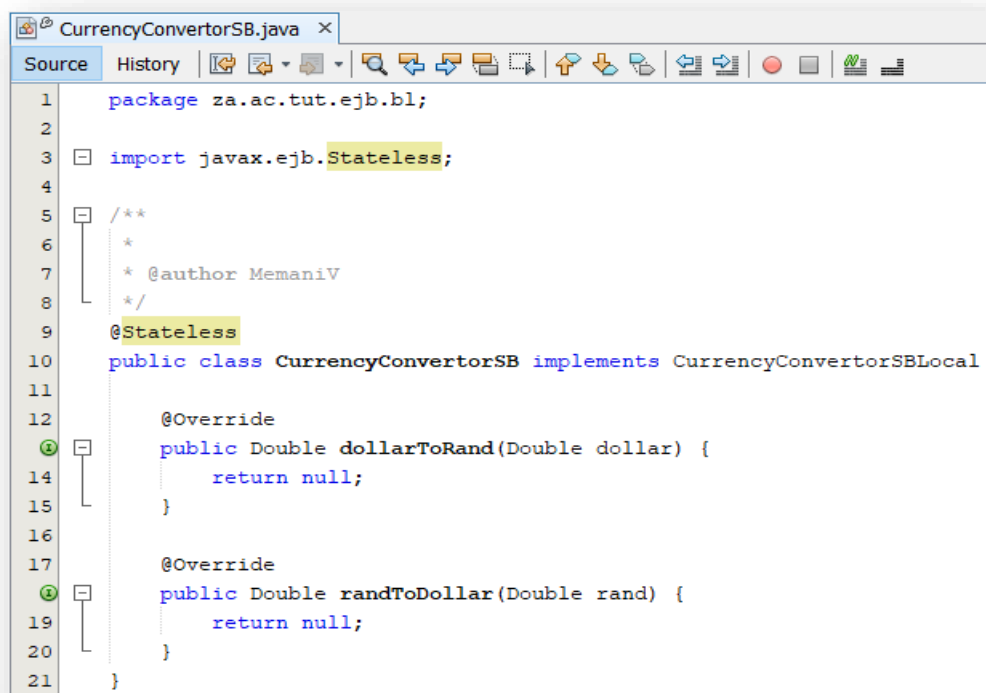 CurrencyConvertorSB.java ×
Source History
1 package za.ac.tut.ejb.bl;
2
3 import javax.ejb.Stateless;
4
5 /**
6 *
7 * @author MemaniV
8 */
9 @Stateless
10 public class CurrencyConvertorSB implements CurrencyConvertorSBLocal
11
12 @Override
public Double dollarToRand(Double dollar) {
14 return null;
15 }
16
17 @Override
public Double randToDollar(Double rand) {
19 return null;
20 }
21 }